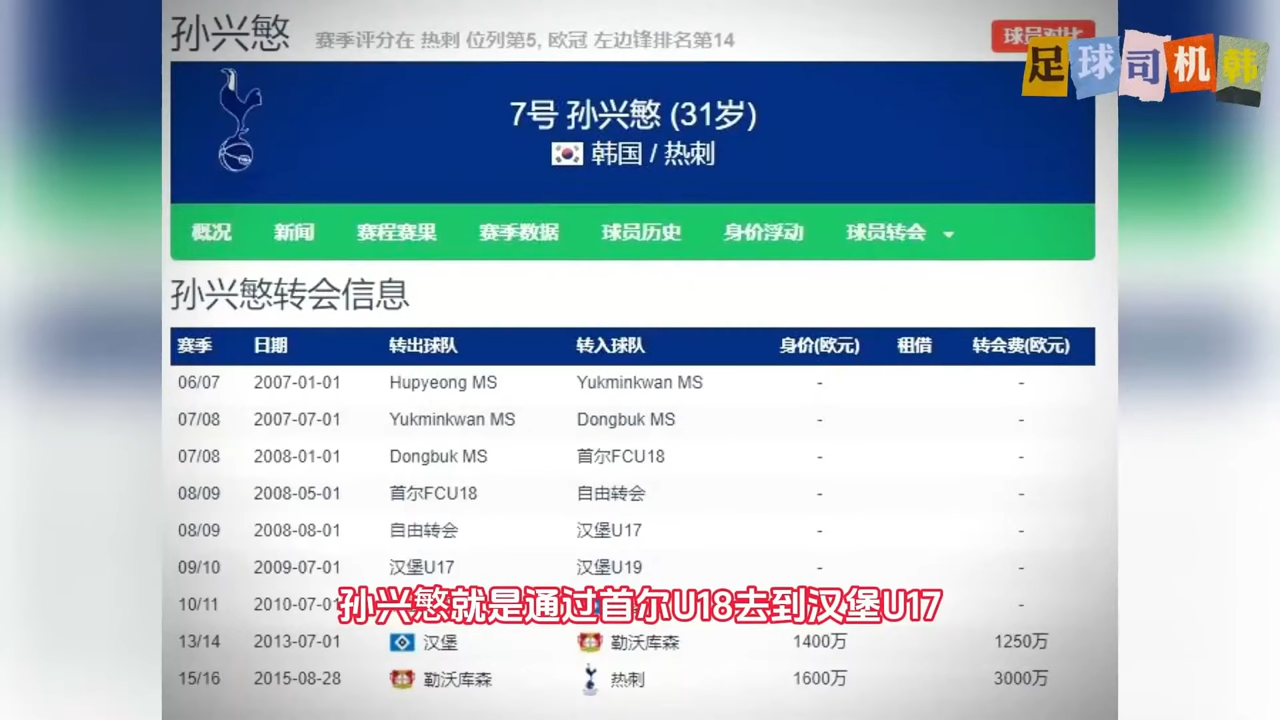 孙兴慜 赛季评分在 热刺 位列第5, 欧冠 左边锋排名第14 球员对比
足球司机韩
7号 孙兴慜 (31岁)
韩国 / 热刺
概况 新闻 赛程赛果 赛季数据 球员历史 身价浮动 球员转会
孙兴慜转会信息
赛季 日期 转出球队 转入球队 身价(欧元) 租借 转会费(欧元)
06/07 2007-01-01 Hupyeong MS Yukminkwan MS - -
07/08 2007-07-01 Yukminkwan MS Dongbuk MS - -
07/08 2008-01-01 Dongbuk MS 首尔FCU18 - -
08/09 2008-05-01 首尔FCU18 自由转会 - -
08/09 2008-08-01 自由转会 汉堡U17 - -
09/10 2009-07-01 汉堡U17 汉堡U19 - -
10/11 2010-07-01 -
孙兴慜就是通过首尔U18去到汉堡U17
13/14 2013-07-01 汉堡 勒沃库森 1400万 1250万
15/16 2015-08-28 勒沃库森 热刺 1600万 3000万